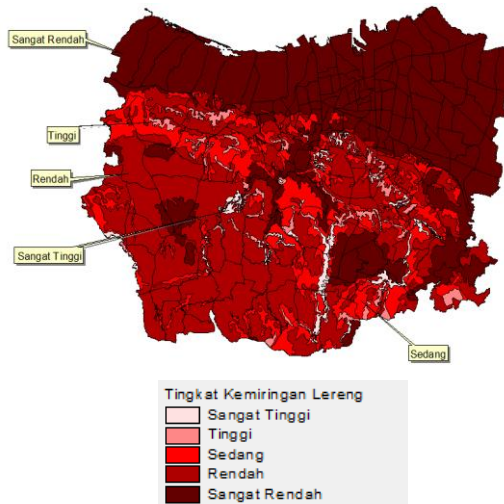 Sangat Rendah
Tinggi
Rendah
Sangat Tinggi
Sedang
Tingkat Kemiringan Lereng
Sangat Tinggi
Tinggi
Sedang
Rendah
Sangat Rendah